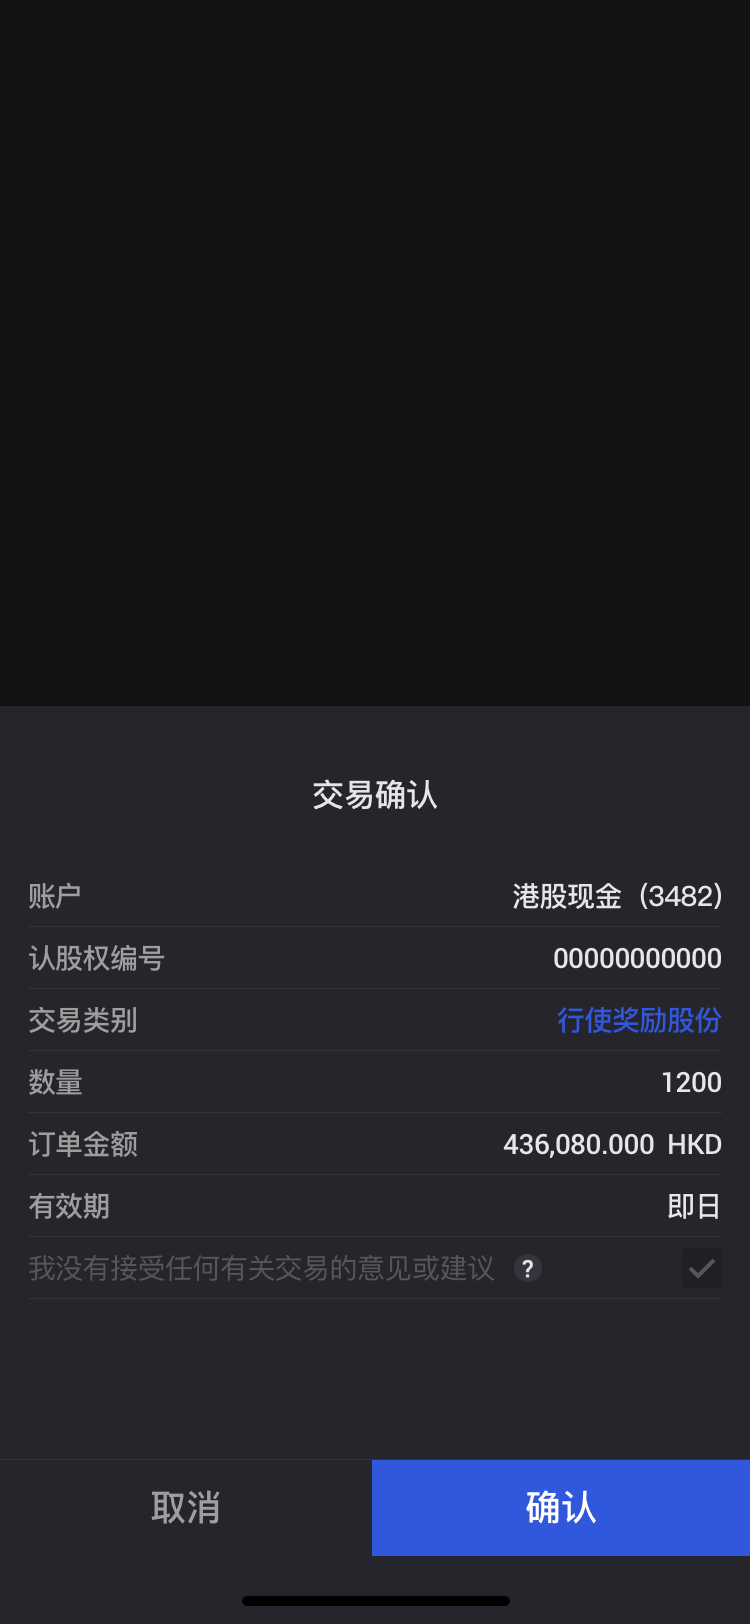 交易确认
账户 港股现金（3482）
认股权编号 00000000000
交易类别 行使奖励股份
数量 1200
订单金额 436,080.000 HKD
有效期 即日
我没有接受任何有关交易的意见或建议 ?
取消 确认